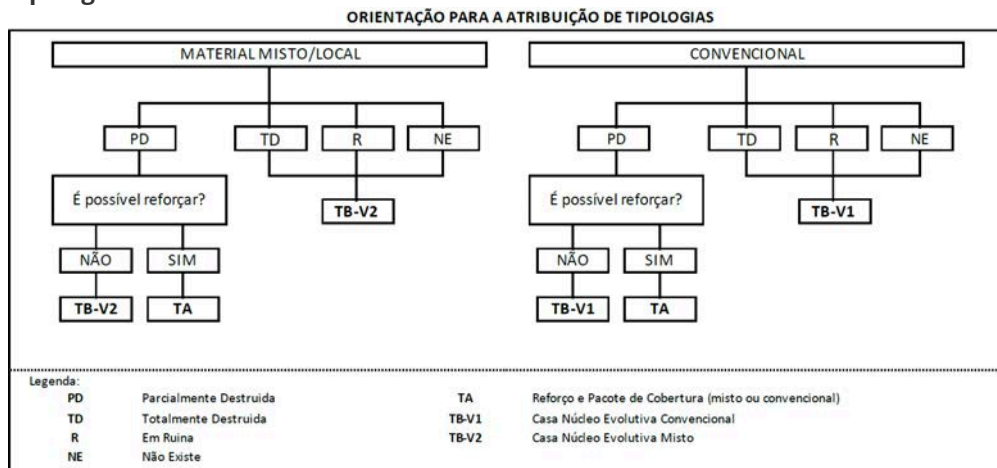 ORIENTAÇÃO PARA A ATRIBUIÇÃO DE TIPOLOGIAS
MATERIAL MISTO/LOCAL
CONVENCIONAL
PD
TD
R
NE
PD
TD
R
NE
É possível reforçar?
TB-V2
É possível reforçar?
TB-V1
NÃO
SIM
NÃO
SIM
TB-V2
TA
TB-V1
TA
Legenda:
PD Parcialmente Destruida TA Reforço e Pacote de Cobertura (misto ou convencional)
TD Totalmente Destruida TB-V1 Casa Núcleo Evolutiva Convencional
R Em Ruina TB-V2 Casa Núcleo Evolutiva Misto
NE Não Existe